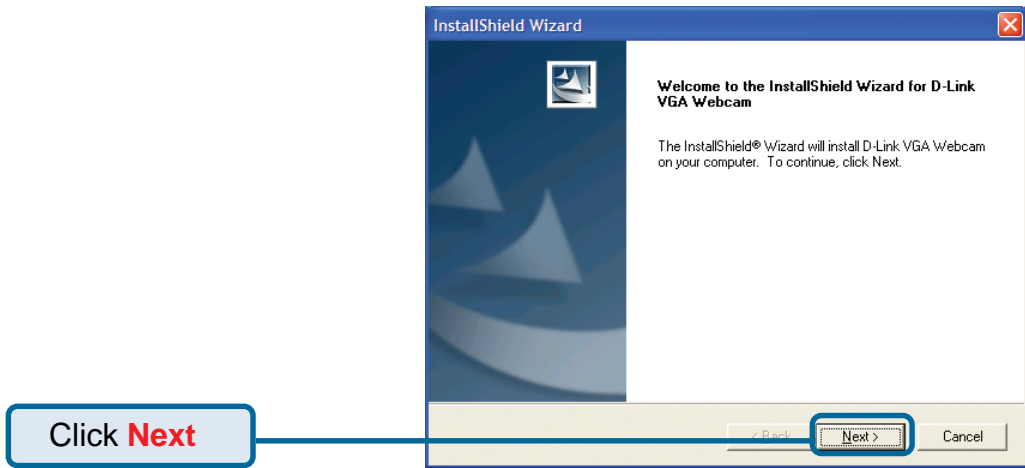 InstallShield Wizard
Welcome to the InstallShield Wizard for D-Link
VGA Webcam
The InstallShield® Wizard will install D-Link VGA Webcam
on your computer. To continue, click Next.
Click Next
< Back
Next >
Cancel